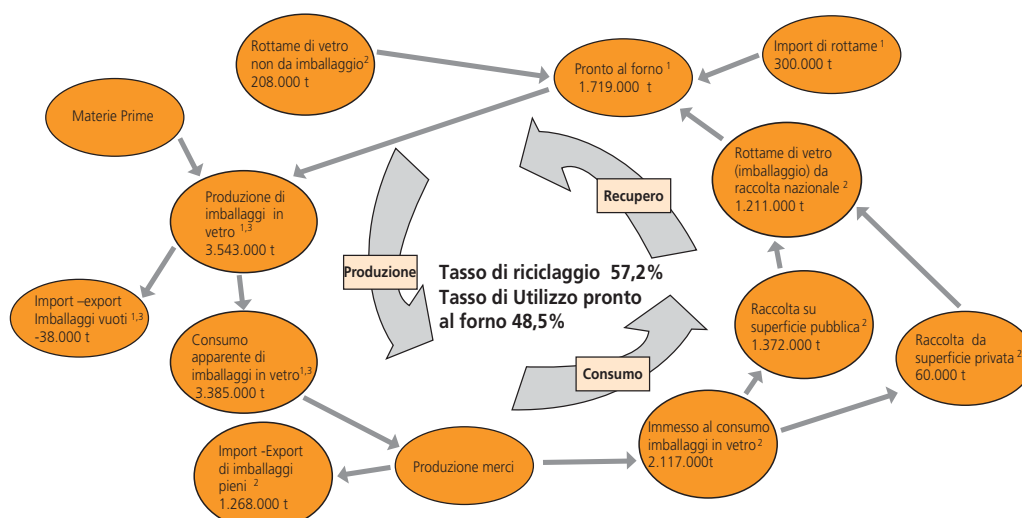 Rottame di vetro
non da imballaggio²
208.000 t
Pronto al forno ¹
1.719.000 t
Import di rottame ¹
300.000 t
Materie Prime
Rottame di vetro
(imballaggio) da
raccolta nazionale ²
1.211.000 t
Produzione di
imballaggi in
vetro ¹,³
3.543.000 t
Recupero
Produzione
Tasso di riciclaggio 57,2%
Tasso di Utilizzo pronto
al forno 48,5%
Import –export
Imballaggi vuoti ¹,³
-38.000 t
Consumo
apparente di
imballaggi in vetro¹,³
3.385.000 t
Raccolta su
superficie pubblica ²
1.372.000 t
Raccolta da
superficie privata ²
60.000 t
Consumo
Immesso al consumo
imballaggi in vetro ²
2.117.000t
Import -Export
di imballaggi
pieni ²
1.268.000 t
Produzione merci